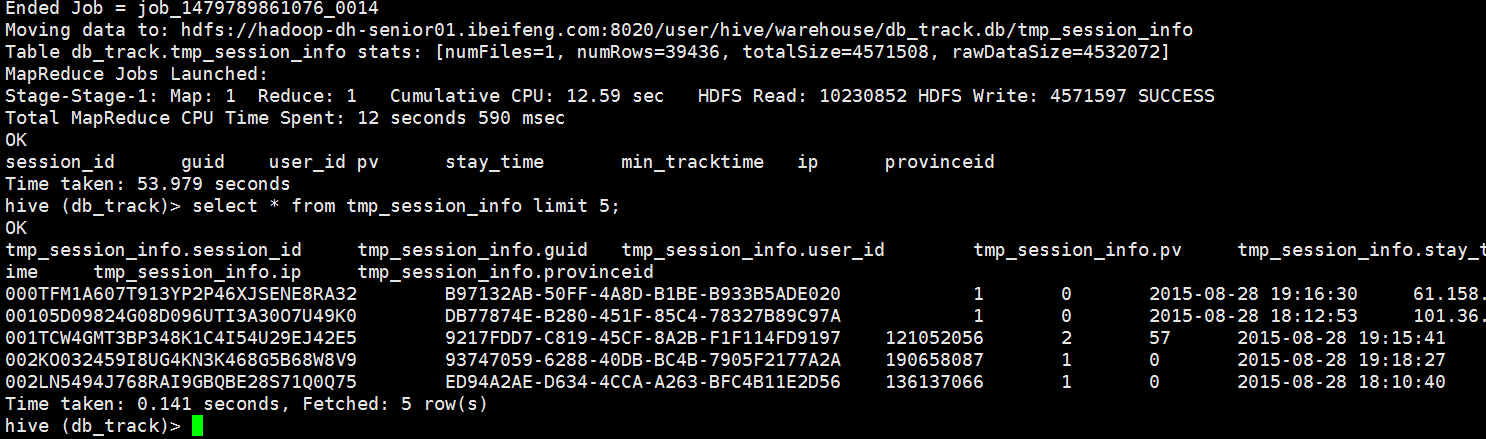 Ended Job = job_1479789861076_0014
Moving data to: hdfs://hadoop-dh-senior01.ibeifeng.com:8020/user/hive/warehouse/db_track.db/tmp_session_info
Table db_track.tmp_session_info stats: [numFiles=1, numRows=39436, totalSize=4571508, rawDataSize=4532072]
MapReduce Jobs Launched:
Stage-Stage-1: Map: 1  Reduce: 1   Cumulative CPU: 12.59 sec   HDFS Read: 10230852 HDFS Write: 4571597 SUCCESS
Total MapReduce CPU Time Spent: 12 seconds 590 msec
OK
session_id      guid    user_id pv      stay_time       min_tracktime   ip      provinceid
Time taken: 53.979 seconds
hive (db_track)> select * from tmp_session_info limit 5;
OK
tmp_session_info.session_id     tmp_session_info.guid   tmp_session_info.user_id        tmp_session_info.pv     tmp_session_info.stay_t
ime     tmp_session_info.ip     tmp_session_info.provinceid
000TFM1A607T913YP2P46XJSENE8RA32        B97132AB-50FF-4A8D-B1BE-B933B5ADE020            1       0       2015-08-28 19:16:30     61.158.
00105D09824G08D096UTI3A30O7U49K0        DB77874E-B280-451F-85C4-78327B89C97A            1       0       2015-08-28 18:12:53     101.36.
001TCW4GMT3BP348K1C4I54U29EJ42E5        9217FDD7-C819-45CF-8A2B-F1F114FD9197    121052056       2       57      2015-08-28 19:15:41
002KO032459I8UG4KN3K468G5B68W8V9        93747059-6288-40DB-BC4B-7905F2177A2A    190658087       1       0       2015-08-28 19:18:27
002LN5494J768RAI9GBQBE28S71Q0Q75        ED94A2AE-D634-4CCA-A263-BFC4B11E2D56    136137066       1       0       2015-08-28 18:10:40
Time taken: 0.141 seconds, Fetched: 5 row(s)
hive (db_track)>